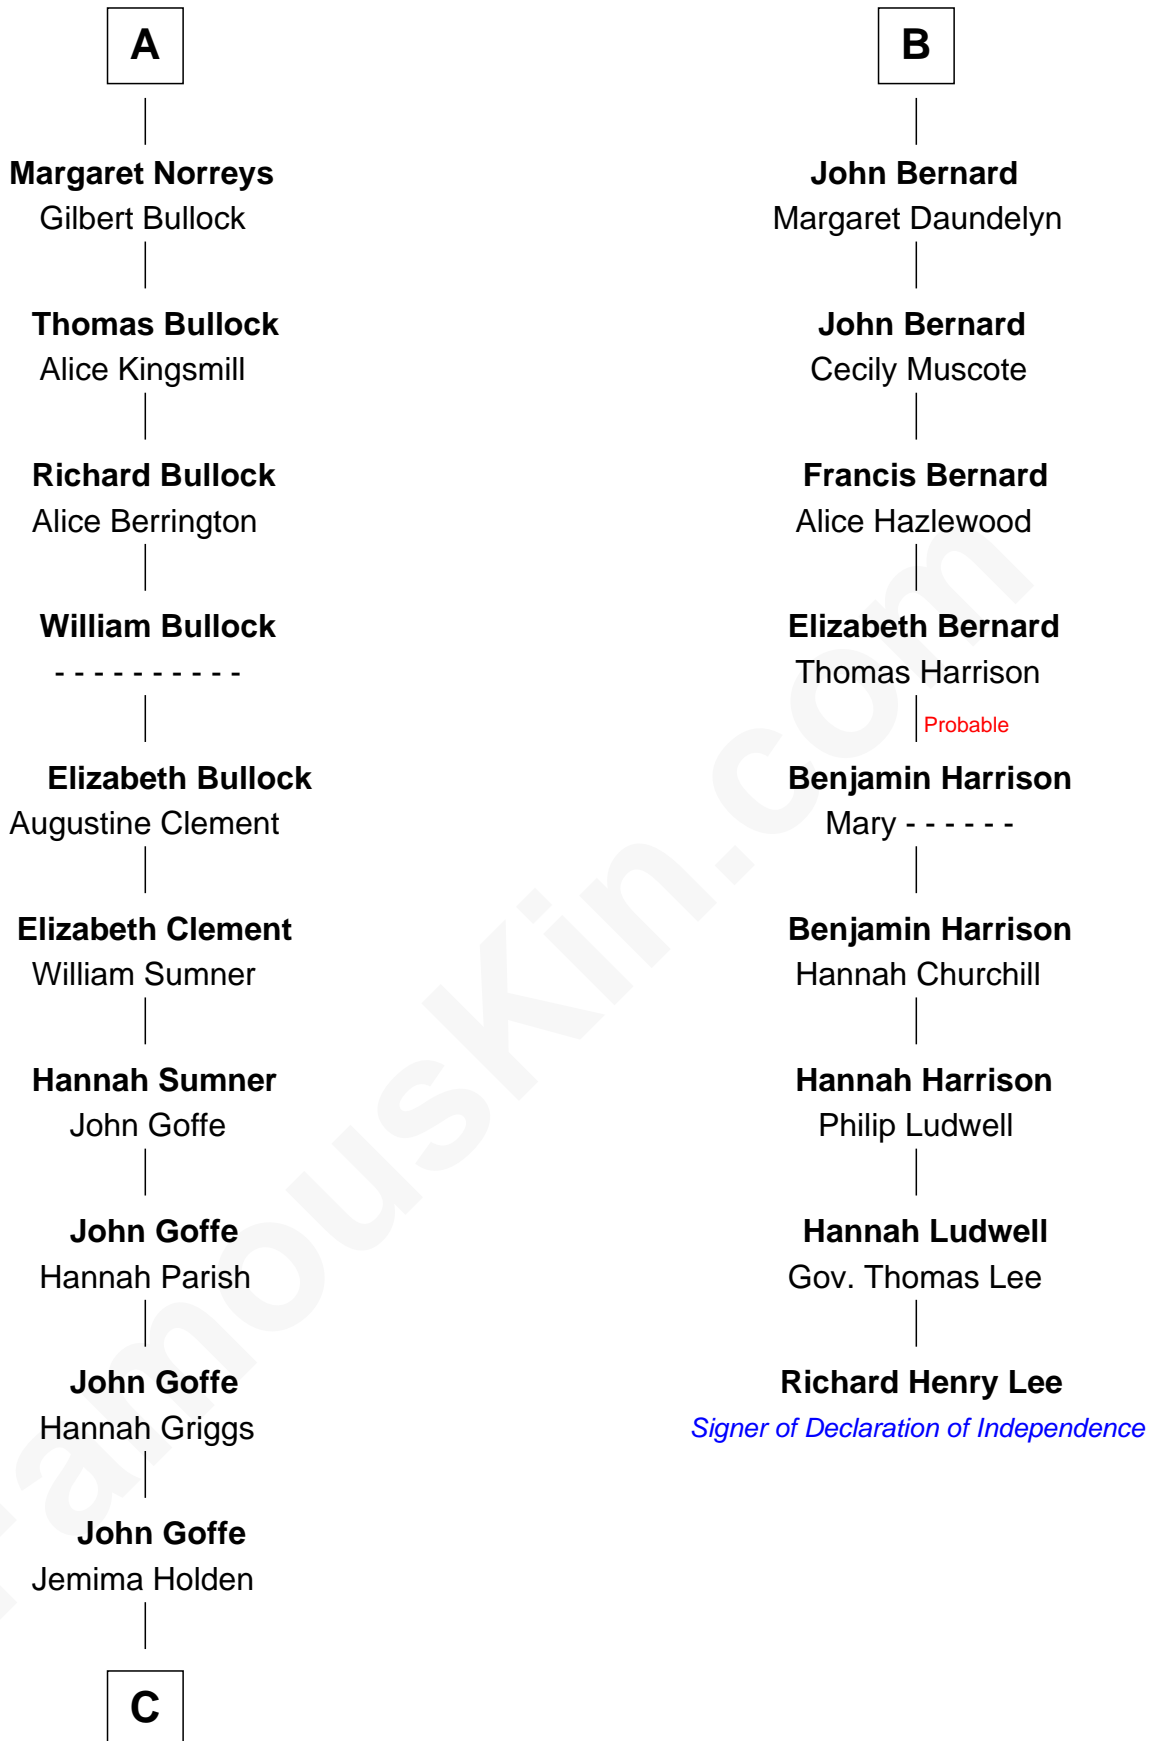 A
Margaret Norreys
Gilbert Bullock
Thomas Bullock
Alice Kingsmill
Richard Bullock
Alice Berrington
William Bullock
- - - - - - - - - -
Elizabeth Bullock
Augustine Clement
Elizabeth Clement
William Sumner
Hannah Sumner
John Goffe
John Goffe
Hannah Parish
John Goffe
Hannah Griggs
John Goffe
Jemima Holden
C
B
John Bernard
Margaret Daundelyn
John Bernard
Cecily Muscote
Francis Bernard
Alice Hazlewood
Elizabeth Bernard
Thomas Harrison
Probable
Benjamin Harrison
Mary - - - - - -
Benjamin Harrison
Hannah Churchill
Hannah Harrison
Philip Ludwell
Hannah Ludwell
Gov. Thomas Lee
Richard Henry Lee
Signer of Declaration of Independence
FamousKin.com